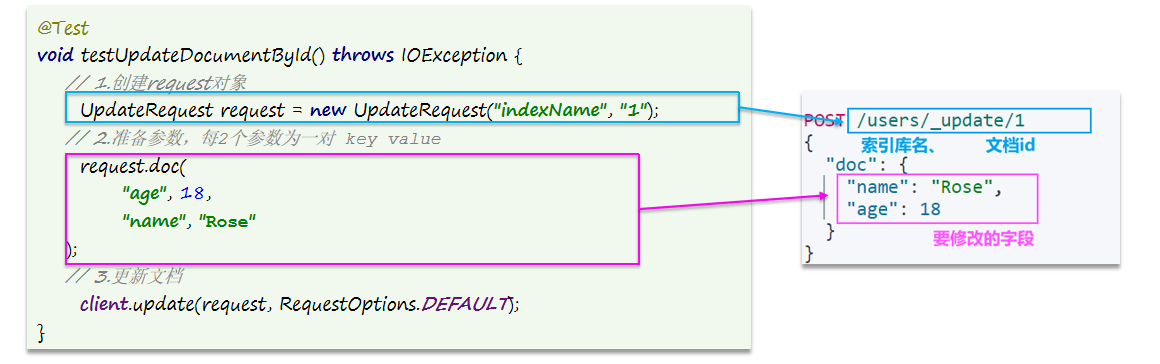 @Test
void testUpdateDocumentById() throws IOException {
// 1.创建request对象
UpdateRequest request = new UpdateRequest("indexName", "1");
// 2.准备参数，每2个参数为一对 key value
request.doc(
"age", 18,
"name", "Rose"
);
// 3.更新文档
client.update(request, RequestOptions.DEFAULT);
}
POST /users/_update/1
索引库名、 文档id
{
"doc": {
"name": "Rose",
"age": 18
要修改的字段
}
}